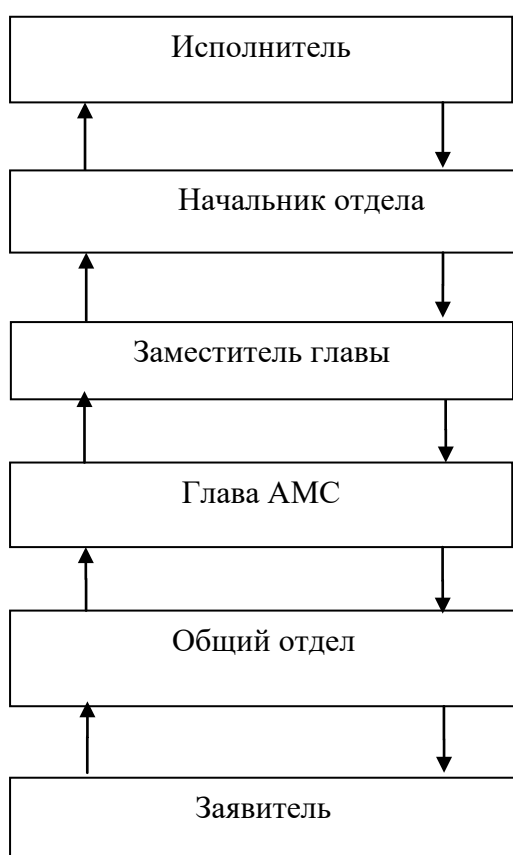 Исполнитель
Начальник отдела
Заместитель главы
Глава АМС
Общий отдел
Заявитель